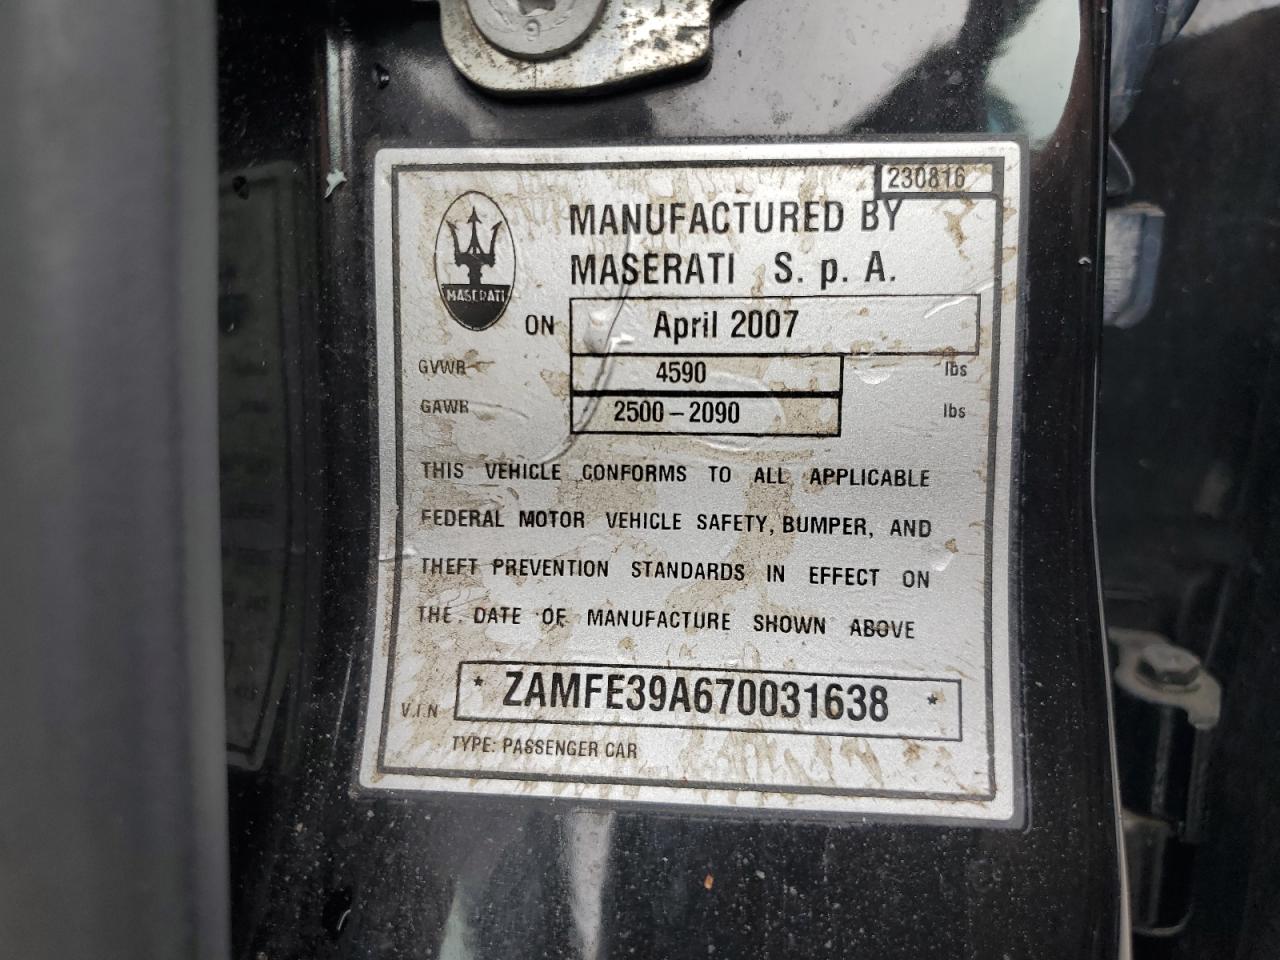 9
230816
MANUFACTURED BY
MASERATI S. p. A.
MASERATI
ON April 2007
GVWR 4590 lbs
GAWR 2500-2090 lbs
THIS VEHICLE CONFORMS TO ALL APPLICABLE
FEDERAL MOTOR VEHICLE SAFETY, BUMPER, AND
THEFT PREVENTION STANDARDS IN EFFECT ON
THE DATE OF MANUFACTURE SHOWN ABOVE
V.I.N * ZAMFE39A670031638 *
TYPE: PASSENGER CAR